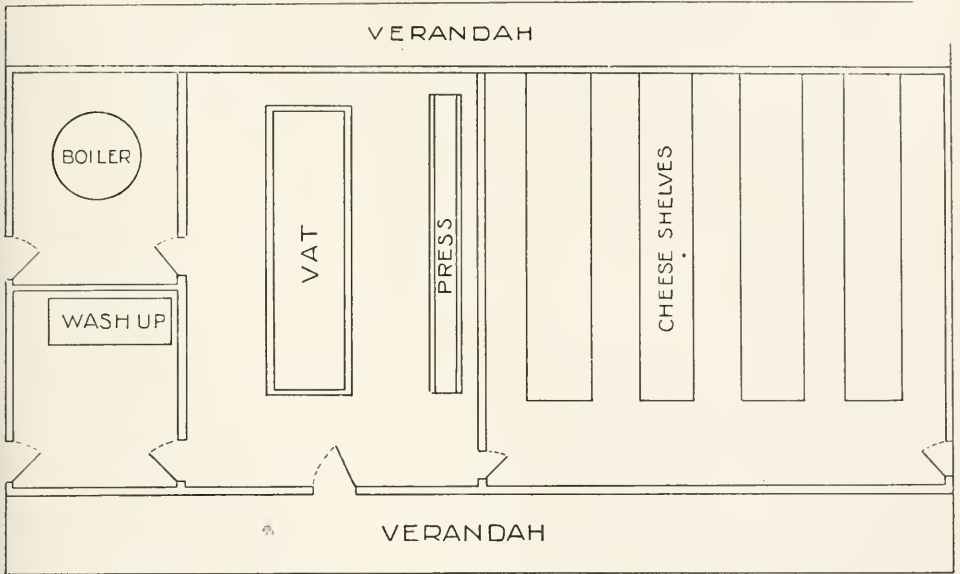 VERANDAH
BOILER
VAT
PRESS
CHEESE SHELVES
WASH UP
VERANDAH